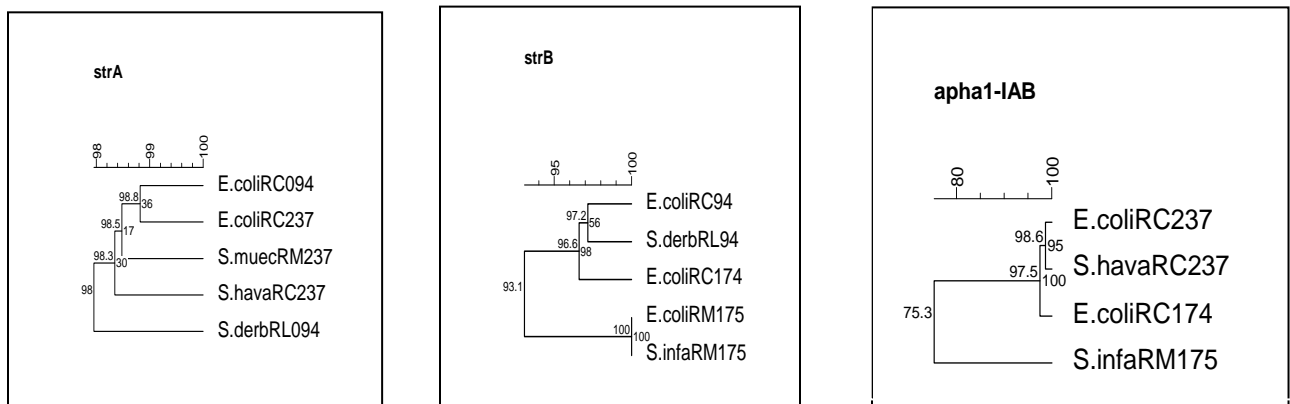 strA
98 99 100
E.coliRC094
98.8 36
E.coliRC237
98.5 17
S.muecRM237
98.3 30
S.havaRC237
98
S.derbRL094
strB
95 100
E.coliRC94
97.2 56
S.derbRL94
96.6 98
E.coliRC174
93.1
E.coliRM175
100 100
S.infaRM175
apha1-IAB
80 100
E.coliRC237
98.6 95
S.havaRC237
97.5 100
E.coliRC174
75.3
S.infaRM175